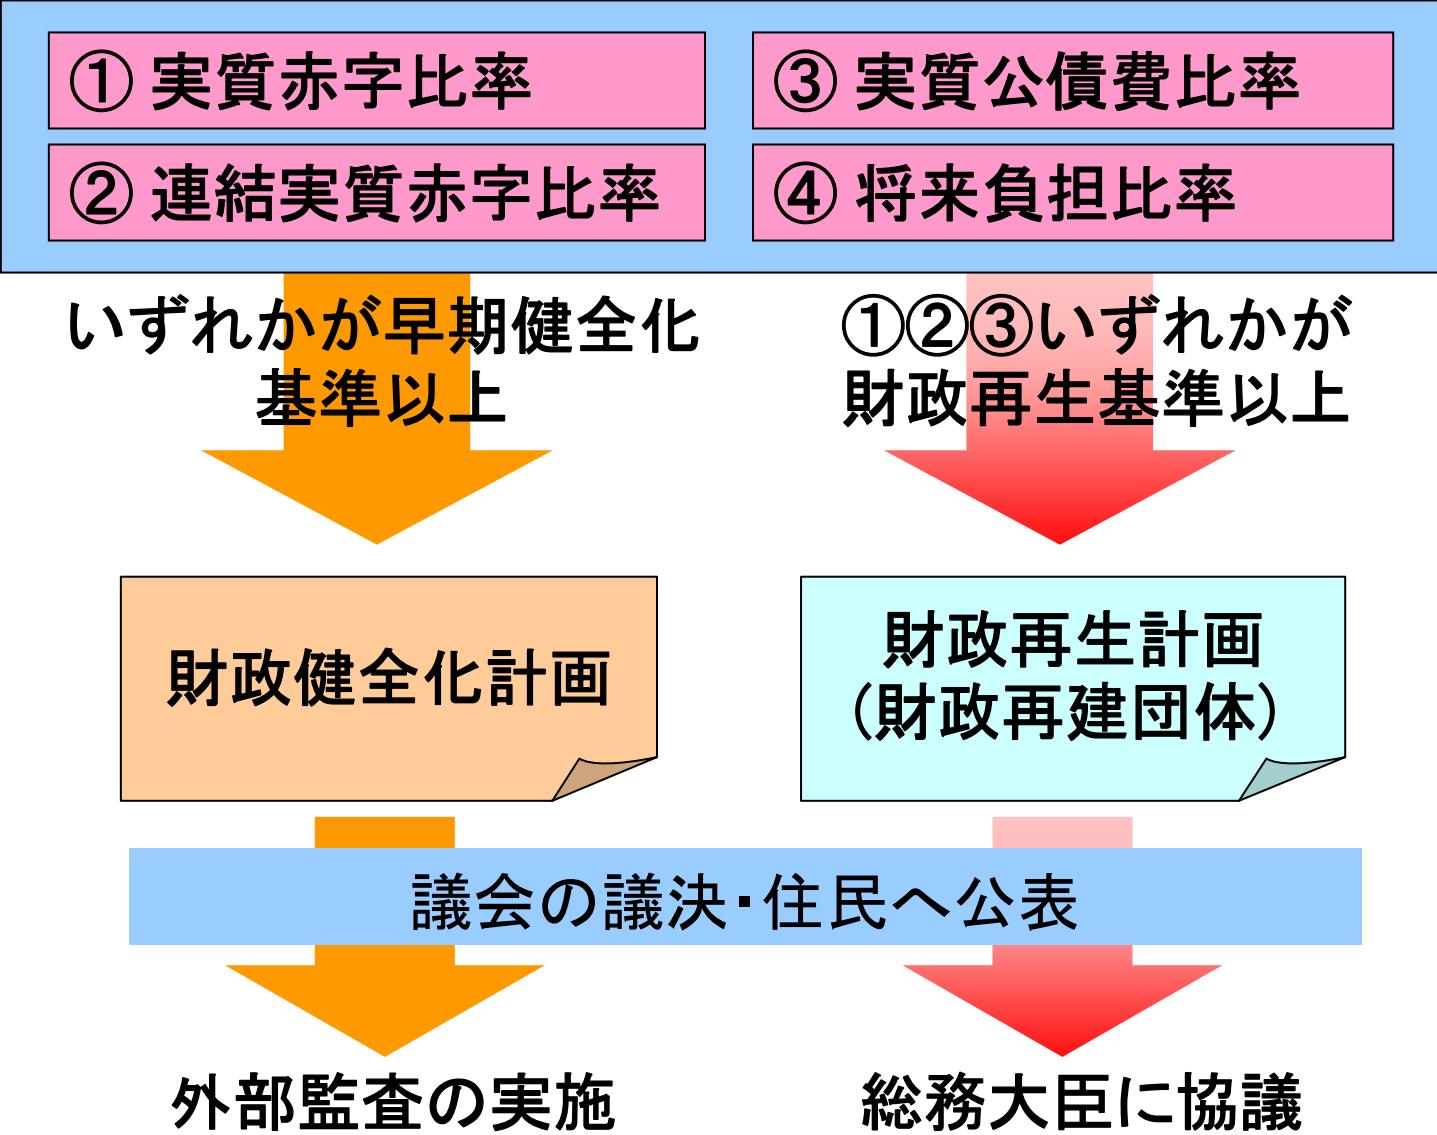 ① 実質赤字比率
② 連結実質赤字比率
③ 実質公債費比率
④ 将来負担比率
いずれかが早期健全化
基準以上
①②③いずれかが
財政再生基準以上
財政健全化計画
財政再生計画
(財政再建団体)
議会の議決・住民へ公表
外部監査の実施
総務大臣に協議